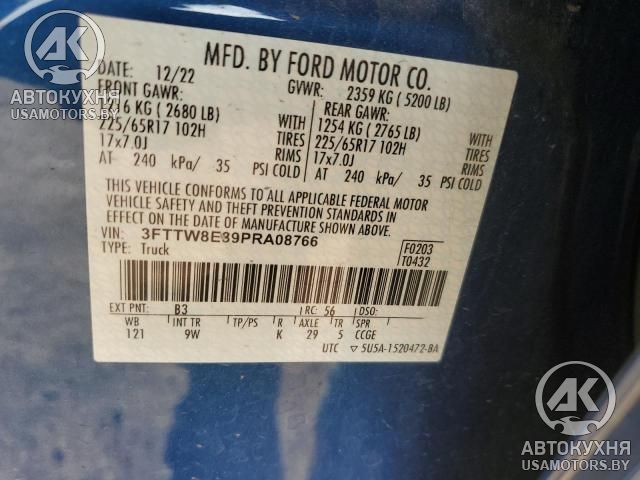 АК
АВТОКУХНЯ
USAMOTORS.BY
MFD. BY FORD MOTOR CO.
DATE: 12/22 GVWR: 2359 KG ( 5200 LB)
FRONT GAWR: REAR GAWR:
KG ( 2680 LB) WITH 1254 KG ( 2765 LB) WITH
225/65R17 102H TIRES 225/65R17 102H TIRES
17x7.0J RIMS 17x7.0J RIMS
AT 240 kPa/ 35 PSI COLD AT 240 kPa/ 35 PSI COLD
THIS VEHICLE CONFORMS TO ALL APPLICABLE FEDERAL MOTOR
VEHICLE SAFETY AND THEFT PREVENTION STANDARDS IN
EFFECT ON THE DATE OF MANUFACTURE SHOWN ABOVE.
VIN: 3FTTW8E39PRA08766 F0203
TYPE: Truck T0432
EXT PNT: B3 RC: 56 DSO:
WB INT TR TP/PS R AXLE TR SPR
121 9W K 29 5 CCGE
UTC ▽ 5U5A-1520472-BA
АК
АВТОКУХНЯ
USAMOTORS.BY